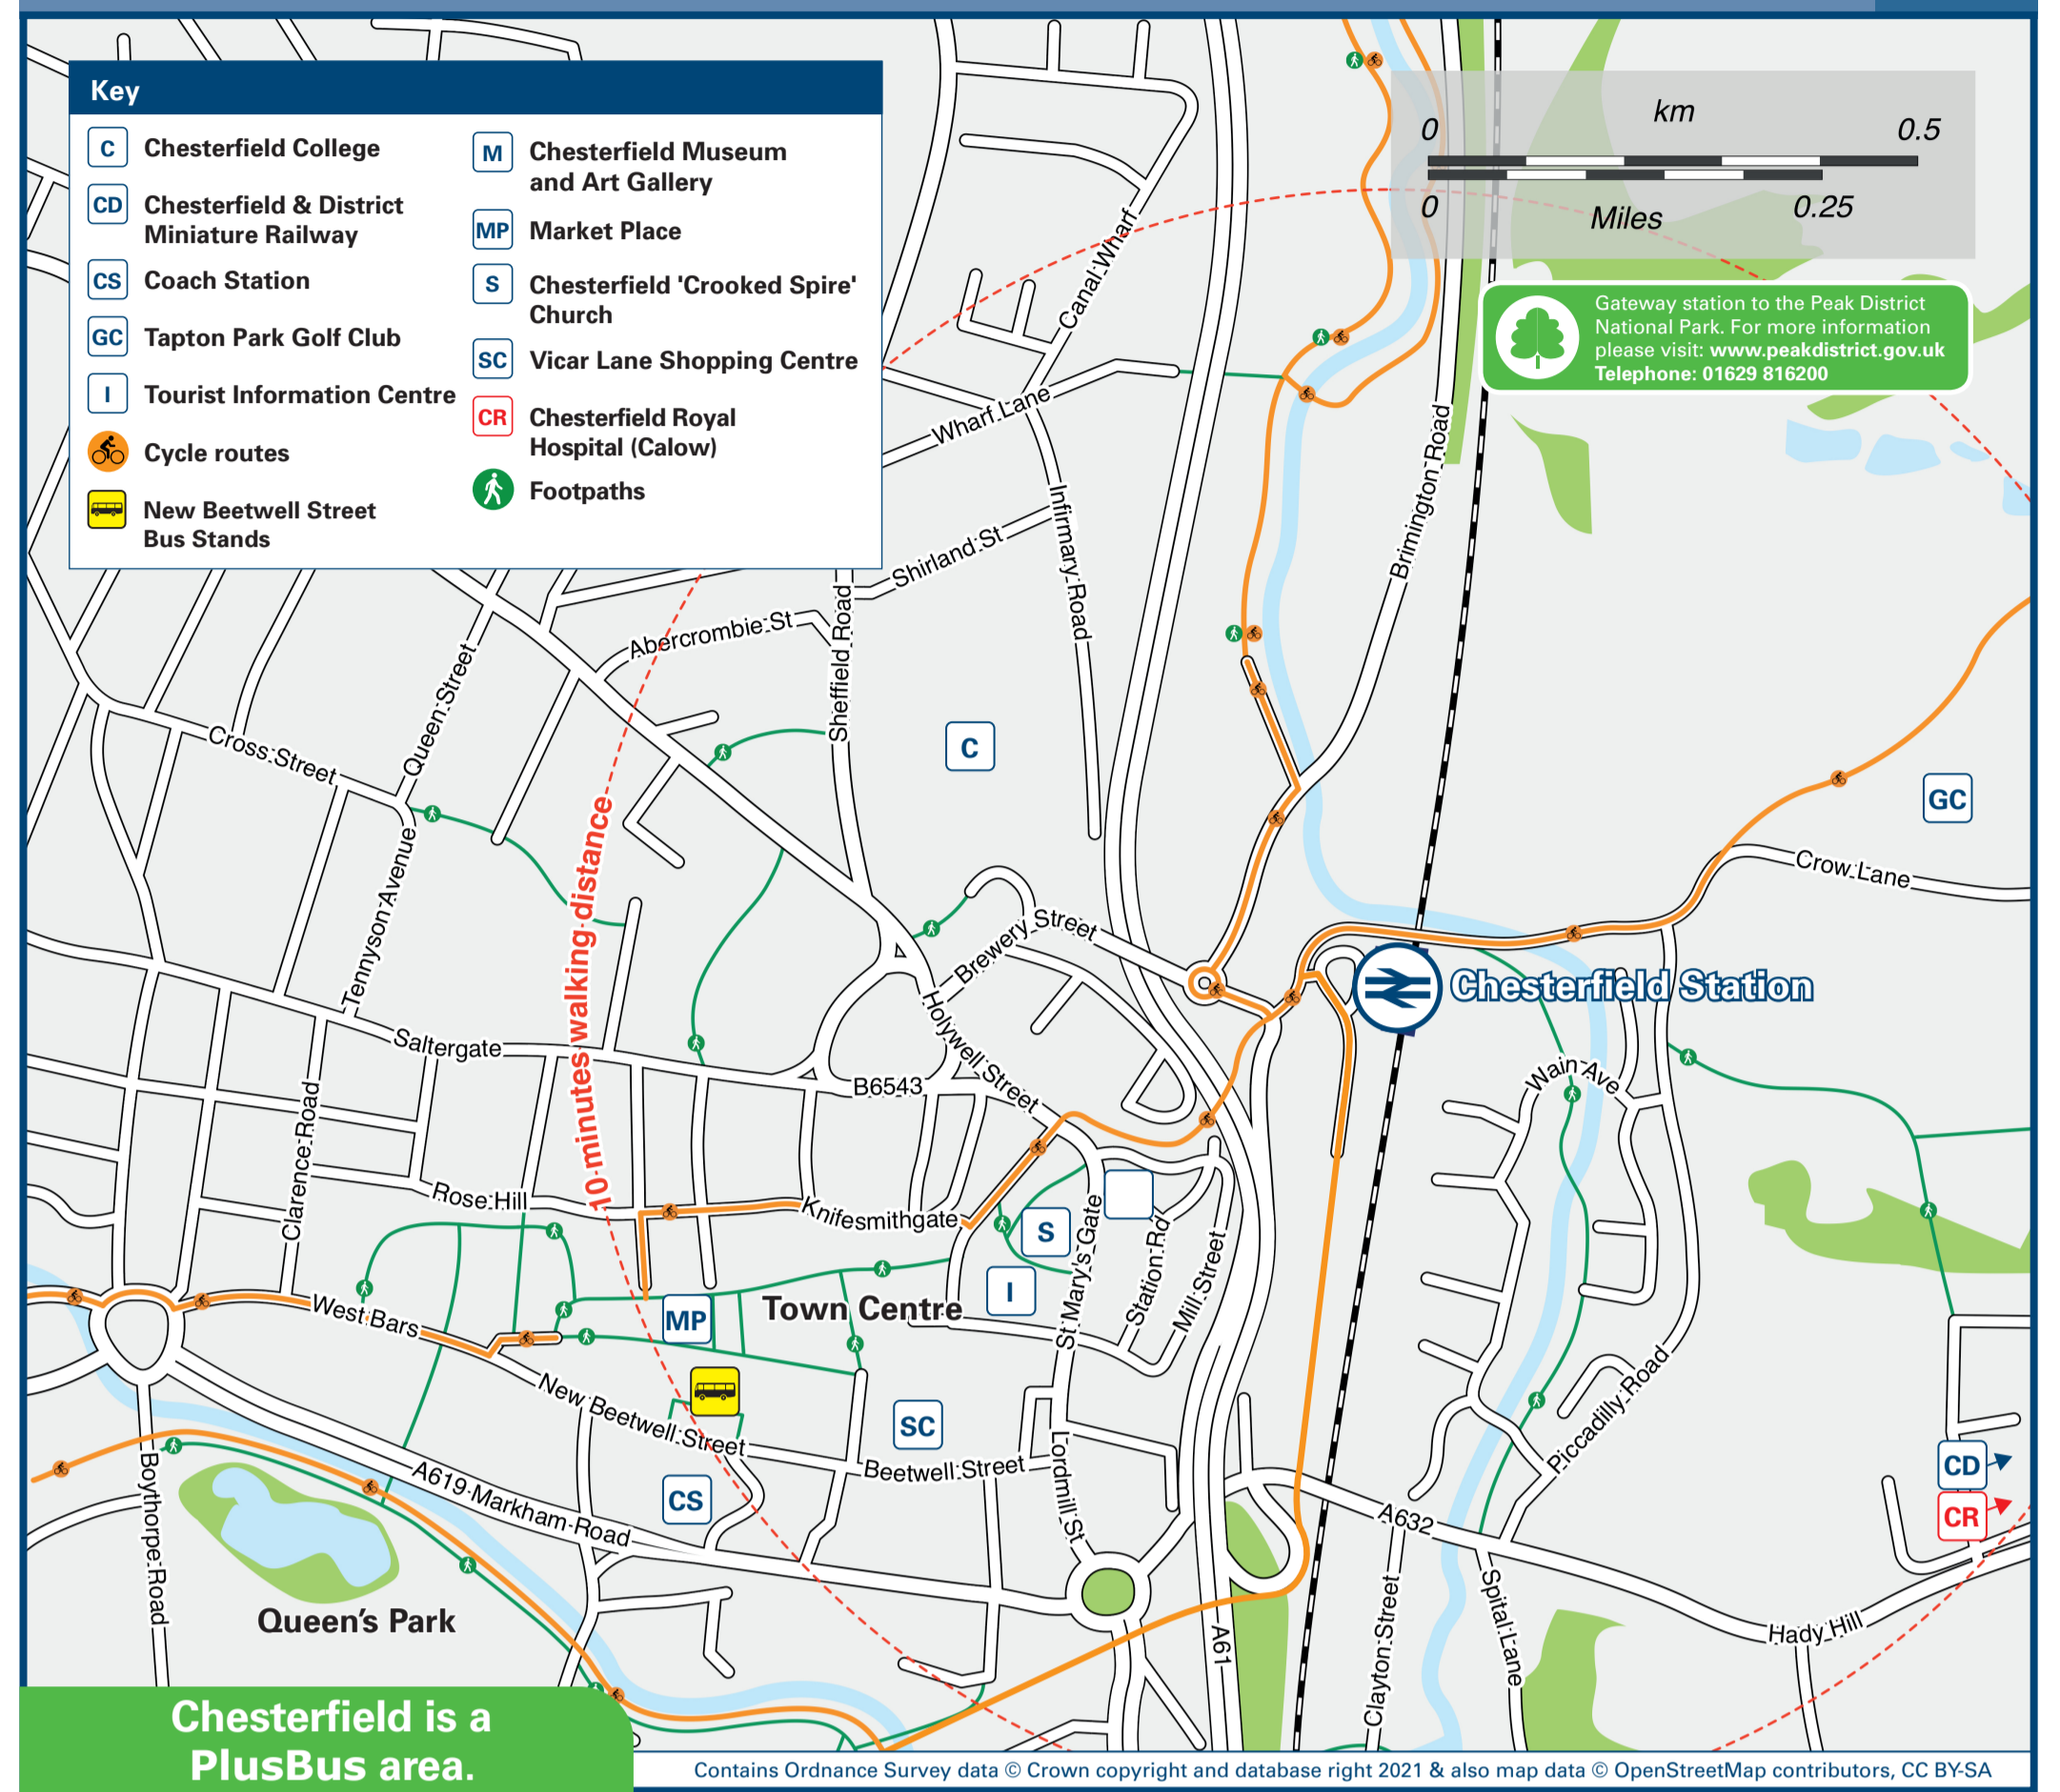 Key
C Chesterfield College
CD Chesterfield & District
Miniature Railway
CS Coach Station
GC Tapton Park Golf Club
I Tourist Information Centre
Cycle routes
New Beetwell Street
Bus Stands
M Chesterfield Museum
and Art Gallery
MP Market Place
S Chesterfield 'Crooked Spire'
Church
SC Vicar Lane Shopping Centre
CR Chesterfield Royal
Hospital (Calow)
Footpaths
km
0 0.5
0 0.25
Miles
Gateway station to the Peak District
National Park. For more information
please visit: www.peakdistrict.gov.uk
Telephone: 01629 816200
Canal Wharf
Wharf Lane
Infirmary Road
Brimington Road
Shirland St
Abercrombie St
Sheffield Road
Queen Street
Cross Street
C
GC
Tennyson Avenue
10 minutes walking distance
Crow Lane
Brewery Street
Chesterfield Station
Holywell Street
Saltergate
B6543
Wain Ave
Clarence Road
Rose Hill
Knifesmithgate
S
I
St Mary's Gate
Station Rd
Mill Street
West Bars
MP
Town Centre
New Beetwell Street
SC
Beetwell Street
CS
Lordmill St
Piccadilly Road
CD
CR
Boythorpe Road
A619 Markham Road
A632
Queen's Park
A61
Clayton Street
Spital Lane
Hady Hill
Chesterfield is a
PlusBus area.
Contains Ordnance Survey data © Crown copyright and database right 2021 & also map data © OpenStreetMap contributors, CC BY-SA